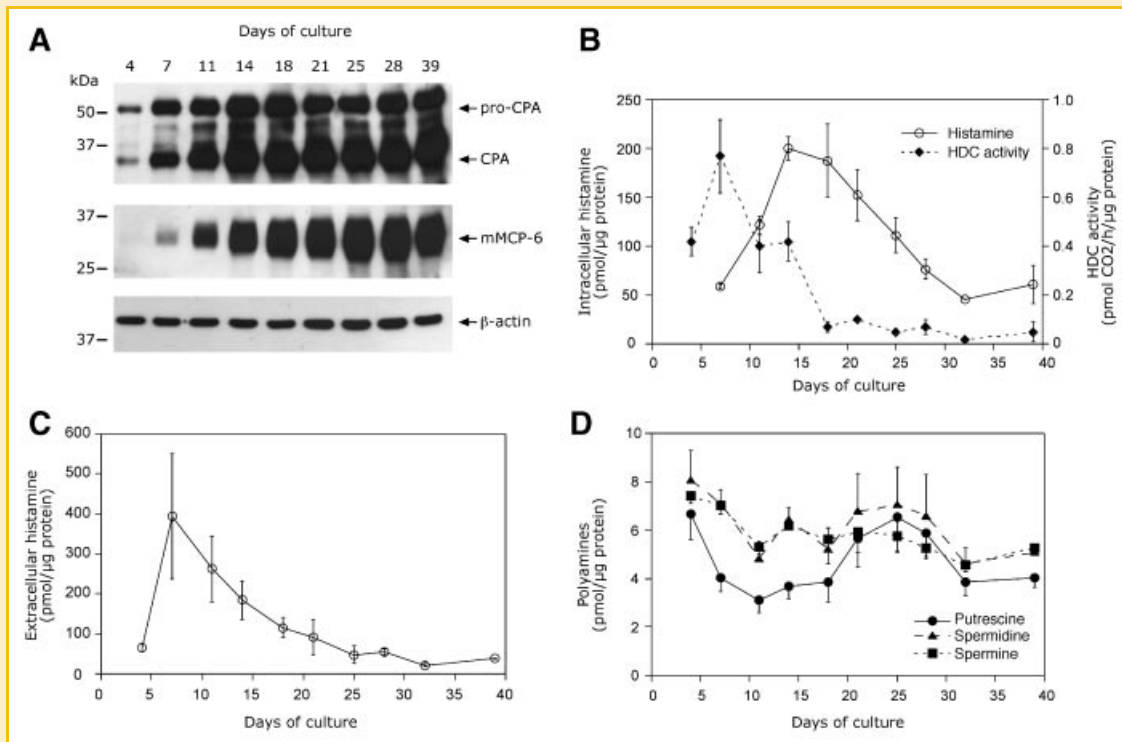 A
Days of culture
4 7 11 14 18 21 25 28 39
kDa
50
37
pro-CPA
CPA
37
25
mMCP-6
37
β-actin
B
Intracellular histamine
(pmol/µg protein)
250
200
150
100
50
0
Histamine
HDC activity
1.0
0.8
0.6
0.4
0.2
0
HDC activity
(pmol CO2/h/µg protein)
0 5 10 15 20 25 30 35 40
Days of culture
C
Extracellular histamine
(pmol/µg protein)
600
500
400
300
200
100
0
0 5 10 15 20 25 30 35 40
Days of culture
D
Polyamines
(pmol/µg protein)
10
8
6
4
2
0
Putrescine
Spermidine
Spermine
0 5 10 15 20 25 30 35 40
Days of culture